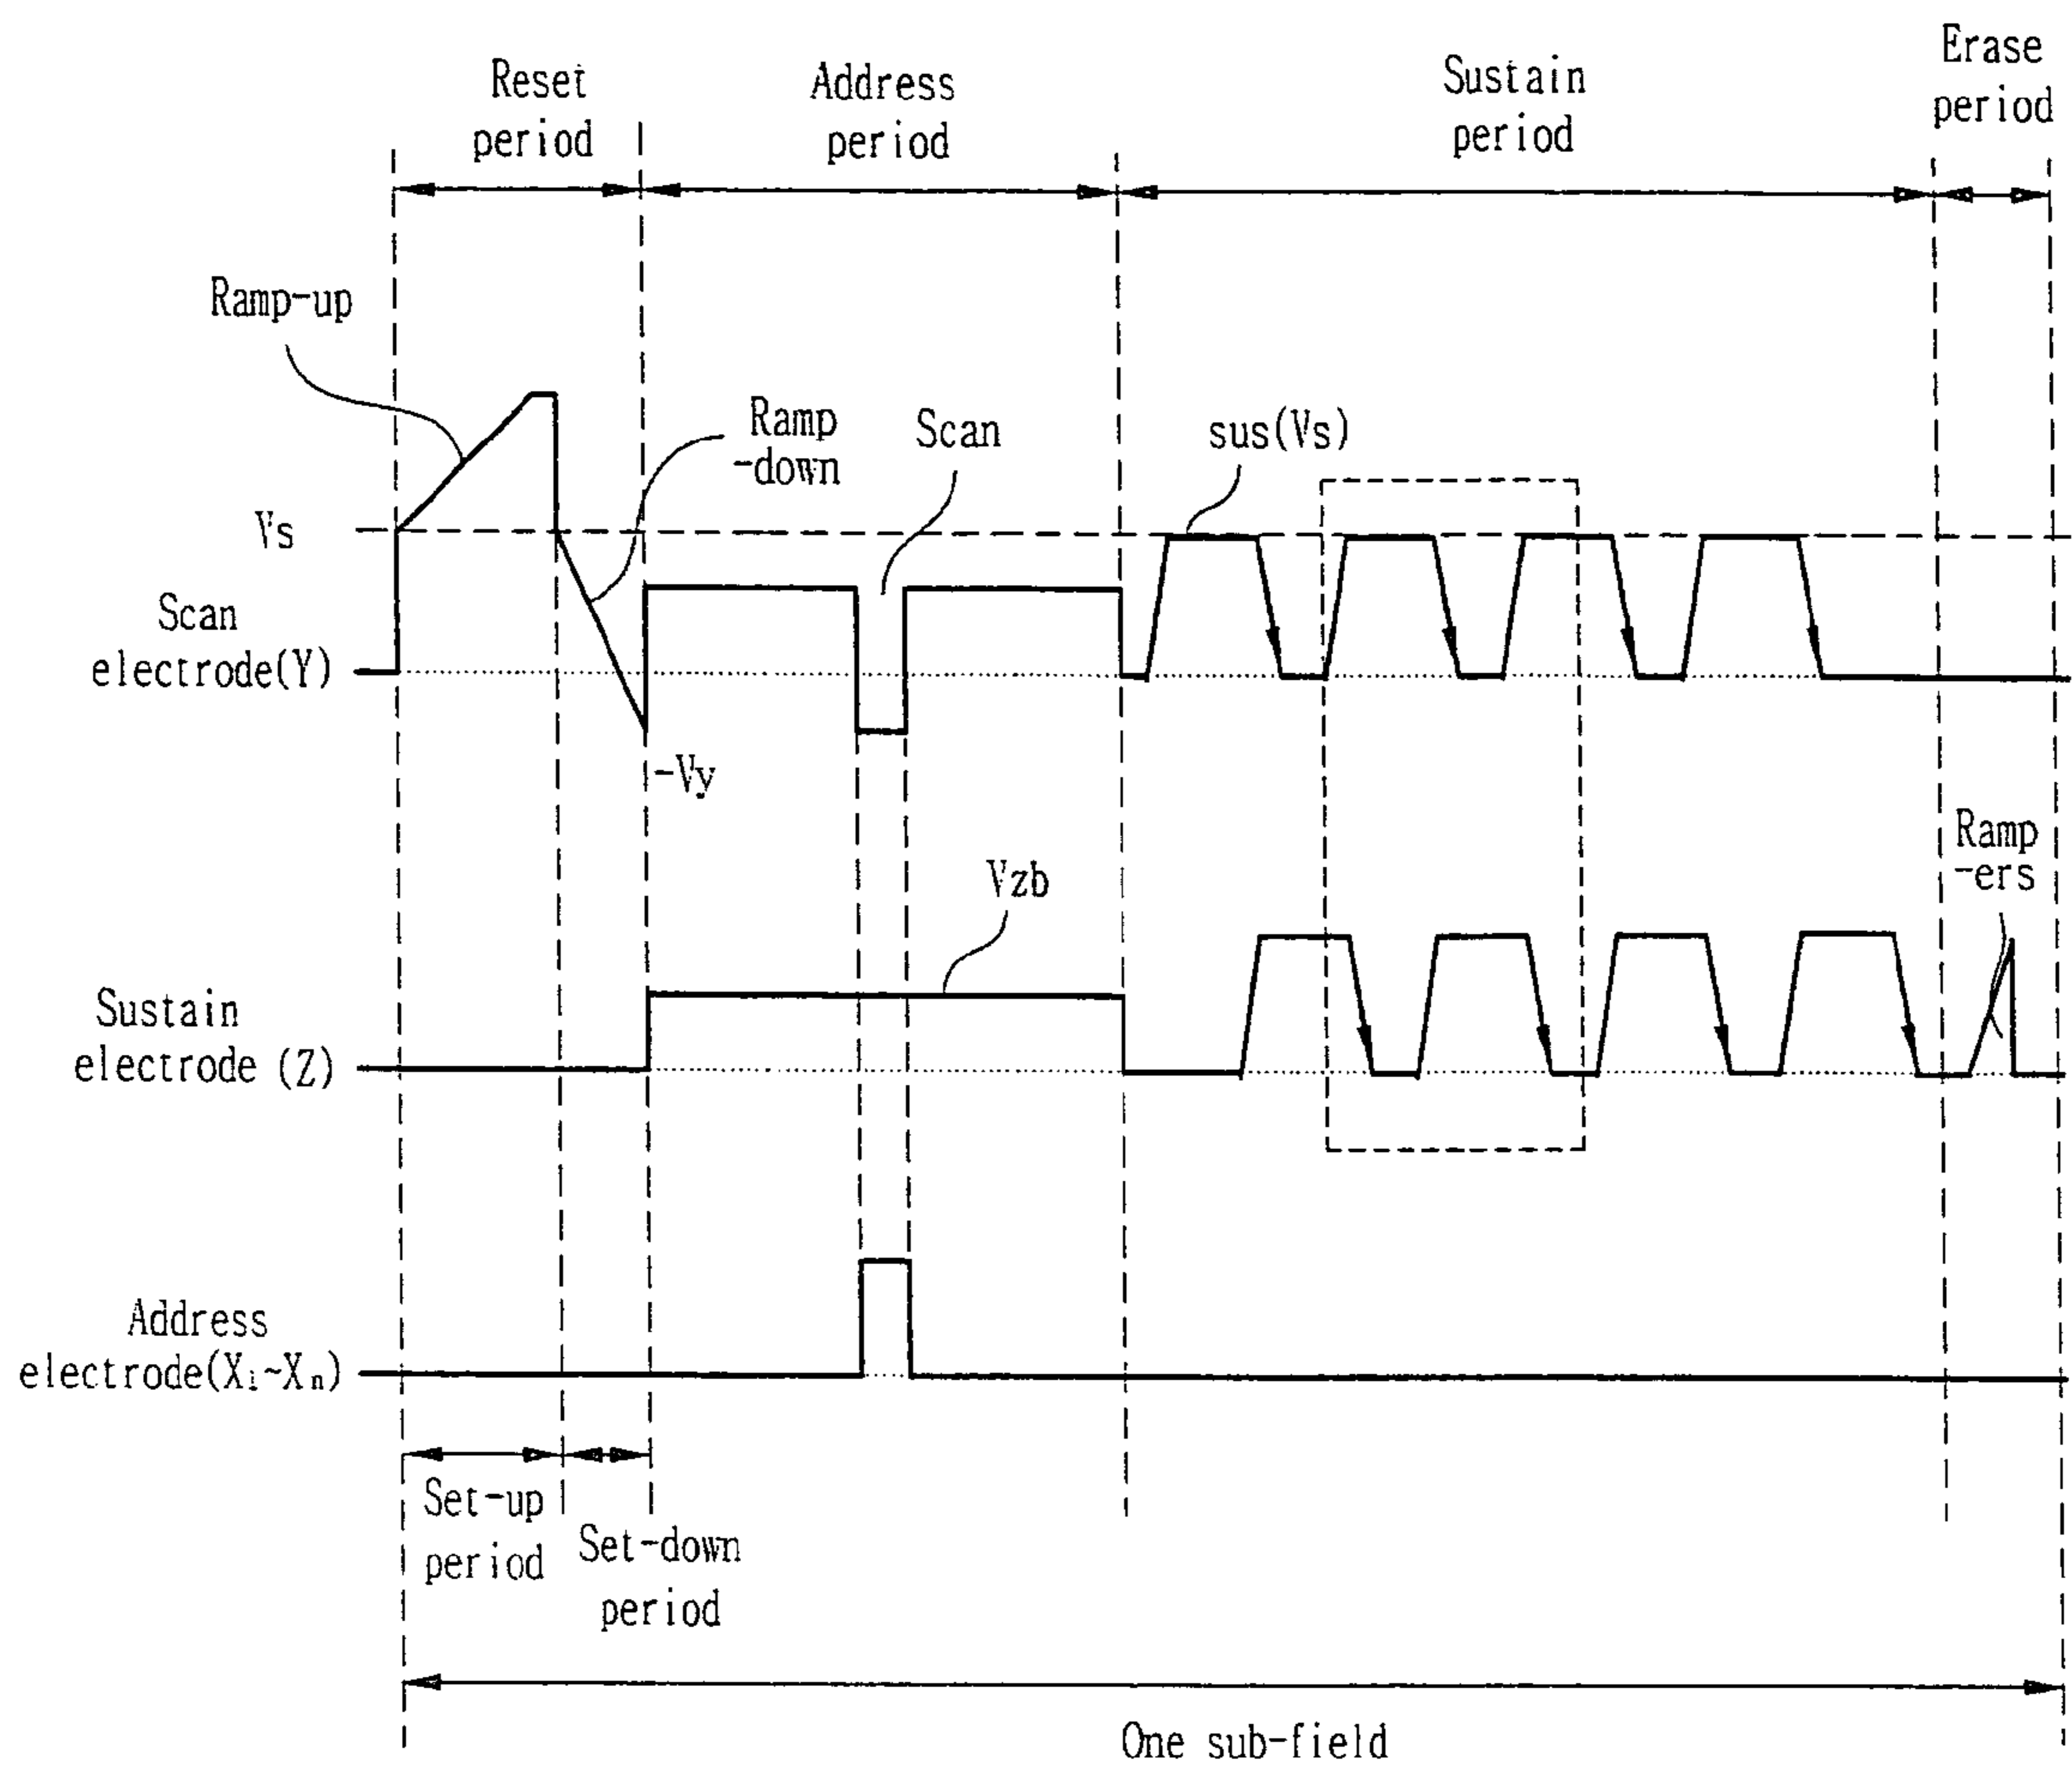 Reset
period
Address
period
Sustain
period
Erase
period
Ramp-up
Ramp
-down
Scan
sus(Vs)
Vs
Scan
electrode(Y)
-Vy
Vzb
Ramp
-ers
Sustain
electrode (Z)
Address
electrode(X₁~Xₙ)
Set-up
period
Set-down
period
One sub-field